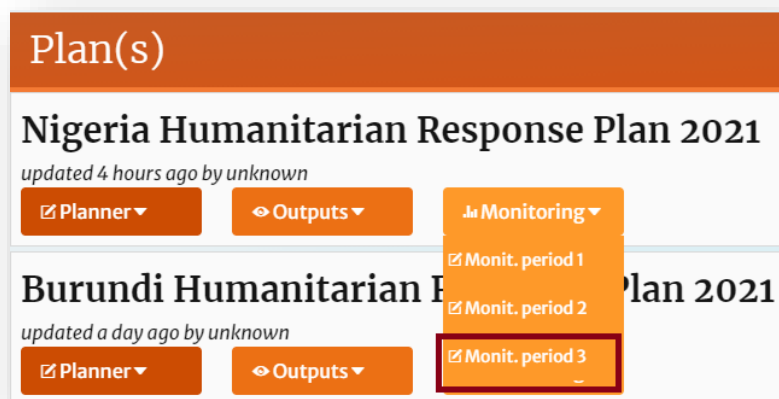 Plan(s)
Nigeria Humanitarian Response Plan 2021
updated 4 hours ago by unknown
Planner Outputs Monitoring
Monit. period 1
Burundi Humanitarian Plan 2021
Monit. period 2
updated a day ago by unknown
Monit. period 3
Planner Outputs